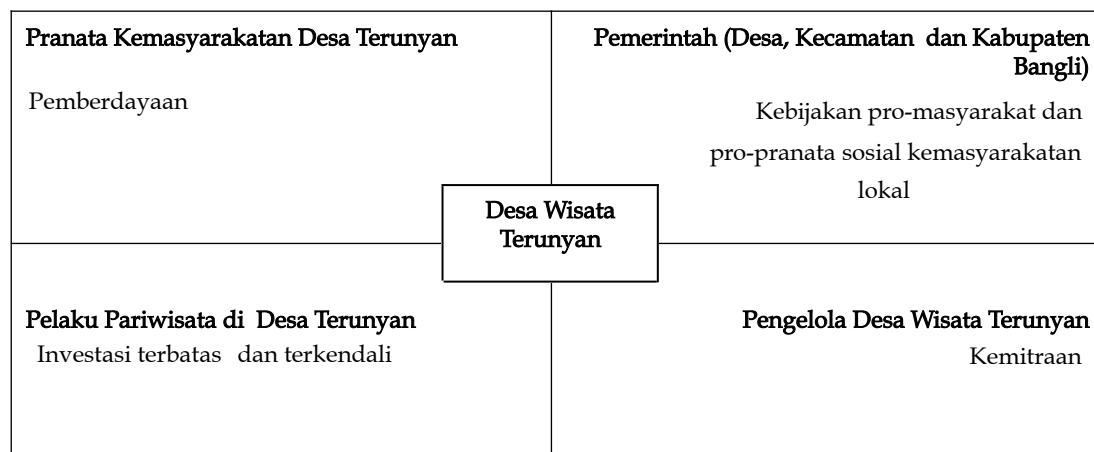 Pranata Kemasyarakatan Desa Terunyan
Pemberdayaan
Pemerintah (Desa, Kecamatan dan Kabupaten
Bangli)
Kebijakan pro-masyarakat dan
pro-pranata sosial kemasyarakatan
lokal
Desa Wisata
Terunyan
Pelaku Pariwisata di Desa Terunyan
Investasi terbatas dan terkendali
Pengelola Desa Wisata Terunyan
Kemitraan